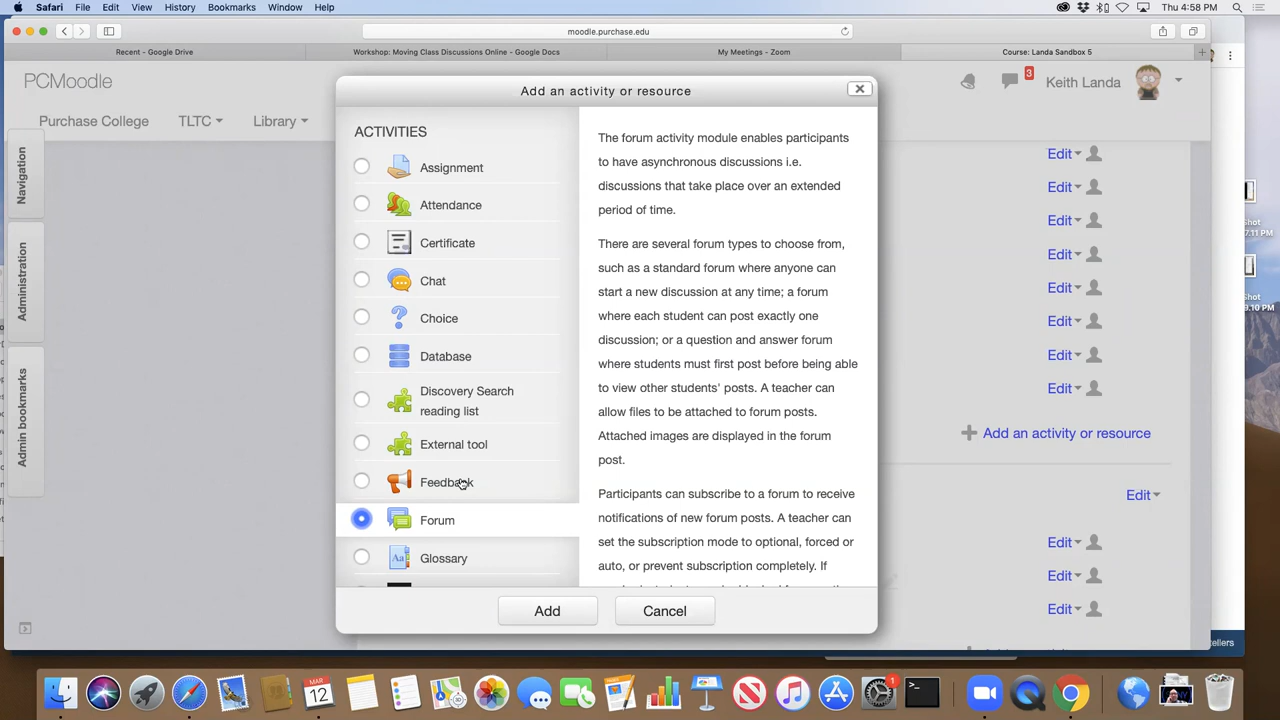 Safari File Edit View History Bookmarks Window Help
Thu 4:58 PM
moodle.purchase.edu
Recent - Google Drive
Workshop: Moving Class Discussions Online - Google Docs
My Meetings - Zoom
Course: Landa Sandbox 5
PCMoodle
3
Keith Landa
Purchase College
TLTC
Library
Navigation
Administration
Admin bookmarks
Add an activity or resource
ACTIVITIES
Assignment
Attendance
Certificate
Chat
Choice
Database
Discovery Search
reading list
External tool
Feedback
Forum
Glossary
The forum activity module enables participants
to have asynchronous discussions i.e.
discussions that take place over an extended
period of time.
There are several forum types to choose from,
such as a standard forum where anyone can
start a new discussion at any time; a forum
where each student can post exactly one
discussion; or a question and answer forum
where students must first post before being able
to view other students' posts. A teacher can
allow files to be attached to forum posts.
Attached images are displayed in the forum
post.
Participants can subscribe to a forum to receive
notifications of new forum posts. A teacher can
set the subscription mode to optional, forced or
auto, or prevent subscription completely. If
Add
Cancel
Edit
Edit
Edit
Edit
Edit
Edit
Edit
Edit
Add an activity or resource
Edit
Edit
Edit
Edit
Shot
7.11 PM
Shot
9.10 PM
MAR
12
1